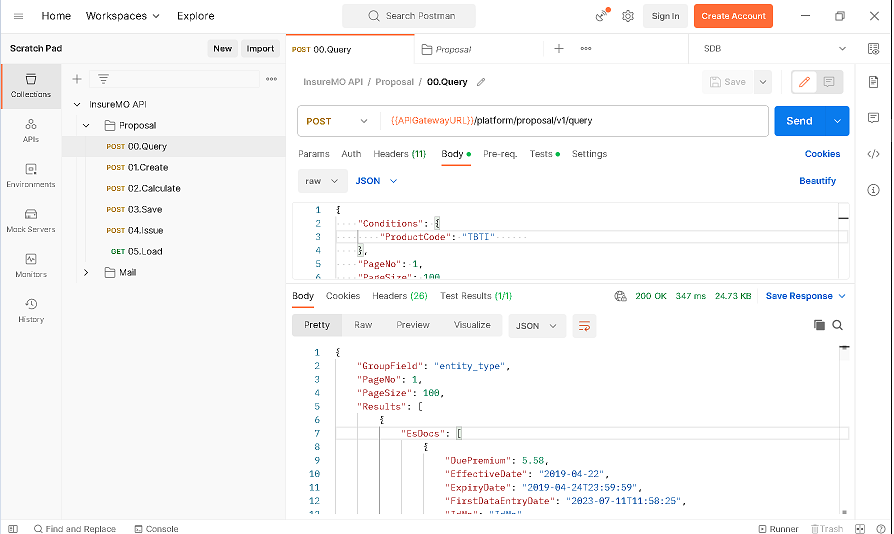 Home Workspaces Explore Search Postman Sign In Create Account
Scratch Pad New Import
POST 00.Query Proposal SDB
Collections
APIs
Environments
Mock Servers
Monitors
History
InsureMO API
Proposal
POST 00.Query
POST 01.Create
POST 02.Calculate
POST 03.Save
POST 04.Issue
GET 05.Load
Mail
InsureMO API / Proposal / 00.Query Save
POST {{APIGatewayURL}}/platform/proposal/v1/query Send
Params Auth Headers (11) Body Pre-req. Tests Settings Cookies
raw JSON Beautify
1 {
2 "Conditions": {
3 "ProductCode": "TBTI"
4 },
5 "PageNo": 1,
6 "PageSize": 100
Body Cookies Headers (26) Test Results (1/1) 200 OK 347 ms 24.73 KB Save Response
Pretty Raw Preview Visualize JSON
1 {
2 "GroupField": "entity_type",
3 "PageNo": 1,
4 "PageSize": 100,
5 "Results": [
6 {
7 "EsDocs": [
8 {
9 "DuePremium": 5.58,
10 "EffectiveDate": "2019-04-22",
11 "ExpiryDate": "2019-04-24T23:59:59",
12 "FirstDataEntryDate": "2023-07-11T11:58:25",
Find and Replace Console Runner Trash